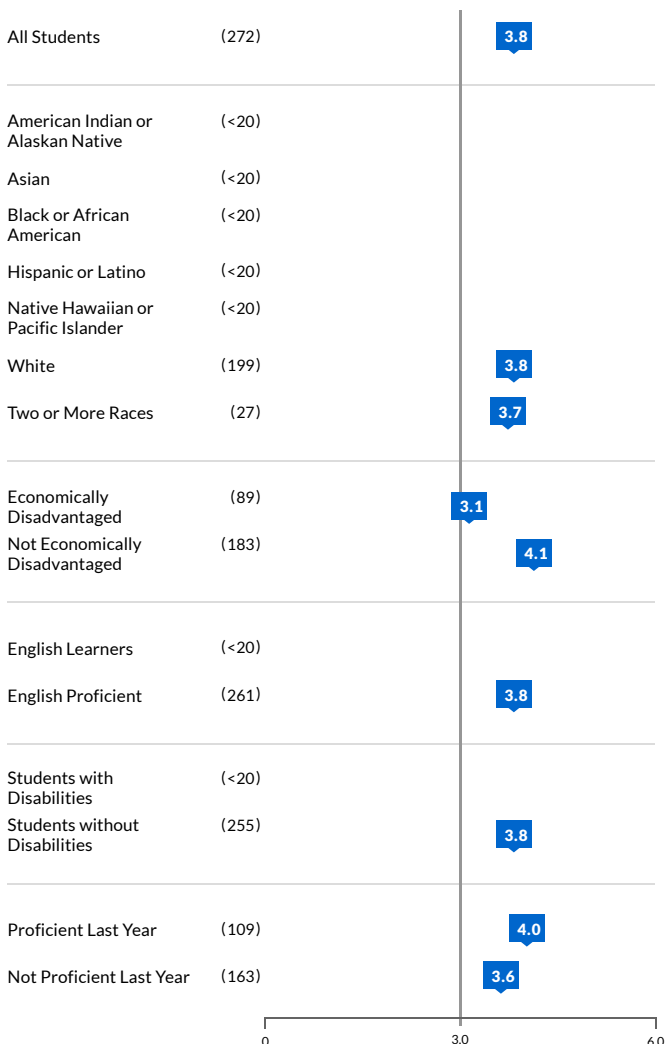 All Students (272) 3.8
American Indian or (<20)
Alaskan Native
Asian (<20)
Black or African (<20)
American
Hispanic or Latino (<20)
Native Hawaiian or (<20)
Pacific Islander
White (199) 3.8
Two or More Races (27) 3.7
Economically (89) 3.1
Disadvantaged
Not Economically (183) 4.1
Disadvantaged
English Learners (<20)
English Proficient (261) 3.8
Students with (<20)
Disabilities
Students without (255) 3.8
Disabilities
Proficient Last Year (109) 4.0
Not Proficient Last Year (163) 3.6
0 3.0 6.0